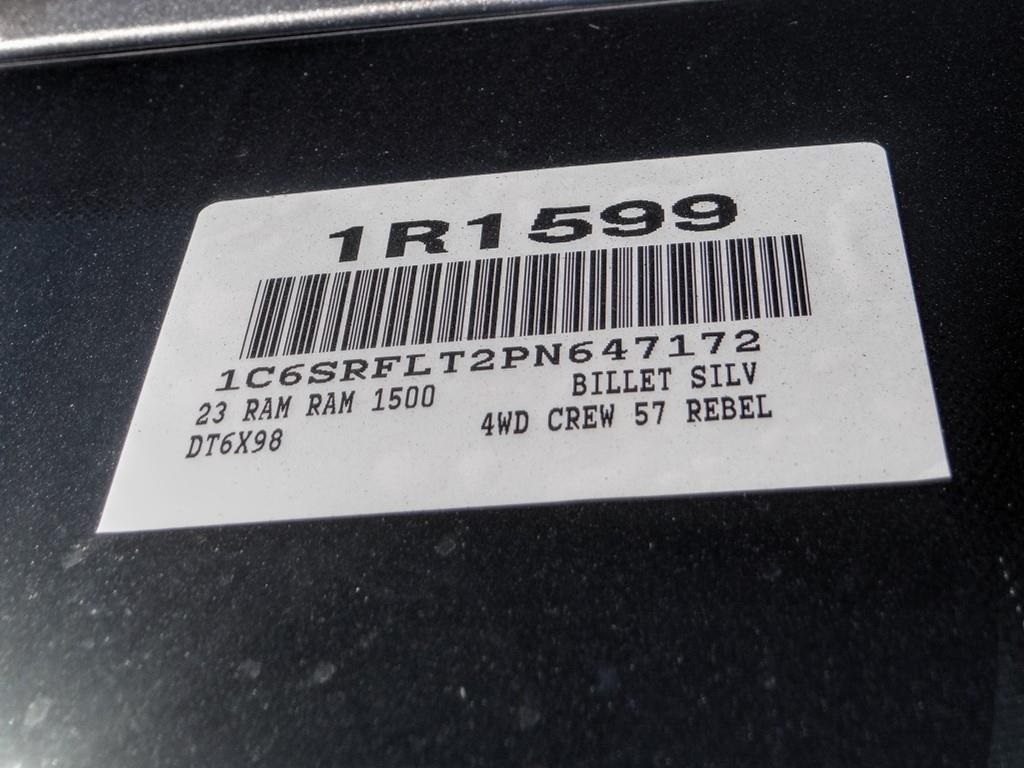 1R1599
1C6SRFLT2PN647172
23 RAM RAM 1500 BILLET SILV
DT6X98 4WD CREW 57 REBEL